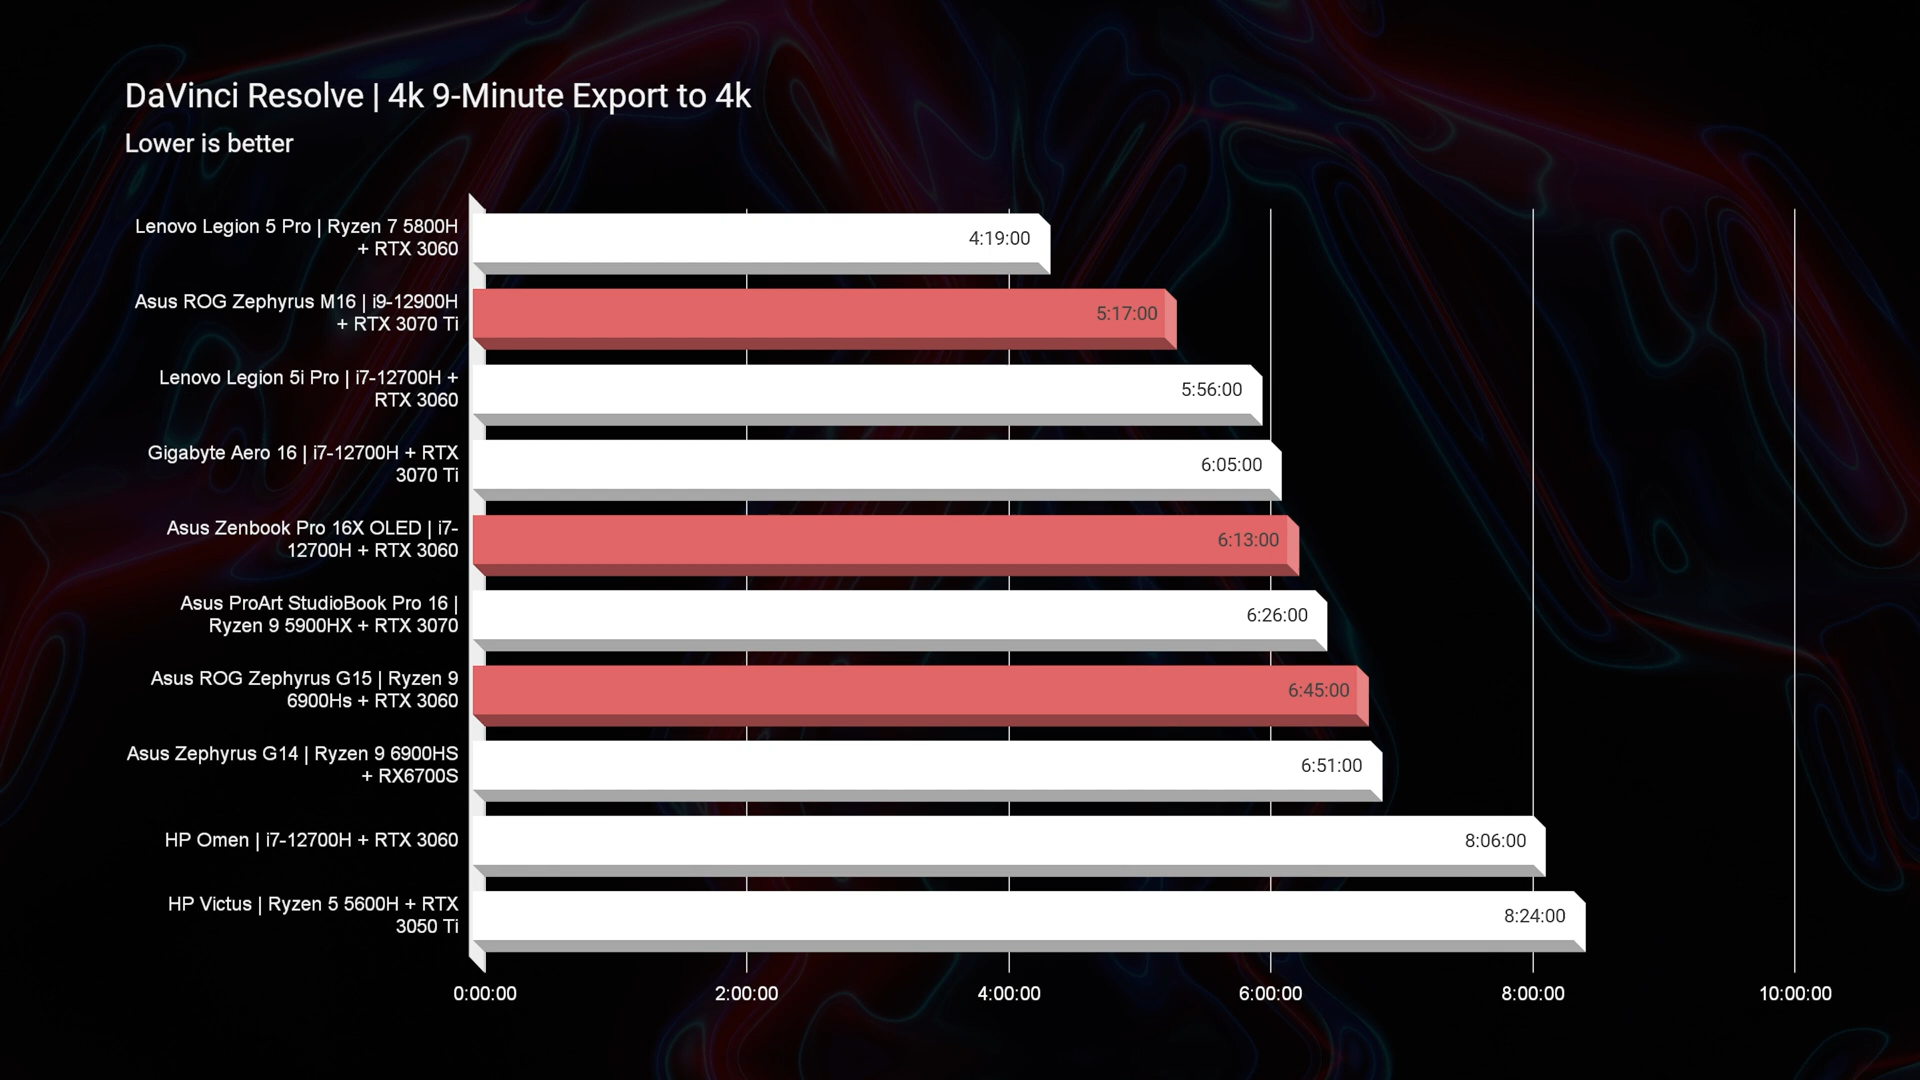 DaVinci Resolve | 4k 9-Minute Export to 4k
Lower is better
Lenovo Legion 5 Pro | Ryzen 7 5800H
+ RTX 3060
4:19:00
Asus ROG Zephyrus M16 | i9-12900H
+ RTX 3070 Ti
5:17:00
Lenovo Legion 5i Pro | i7-12700H +
RTX 3060
5:56:00
Gigabyte Aero 16 | i7-12700H + RTX
3070 Ti
6:05:00
Asus Zenbook Pro 16X OLED | i7-
12700H + RTX 3060
6:13:00
Asus ProArt StudioBook Pro 16 |
Ryzen 9 5900HX + RTX 3070
6:26:00
Asus ROG Zephyrus G15 | Ryzen 9
6900Hs + RTX 3060
6:45:00
Asus Zephyrus G14 | Ryzen 9 6900HS
+ RX6700S
6:51:00
HP Omen | i7-12700H + RTX 3060
8:06:00
HP Victus | Ryzen 5 5600H + RTX
3050 Ti
8:24:00
0:00:00 2:00:00 4:00:00 6:00:00 8:00:00 10:00:00